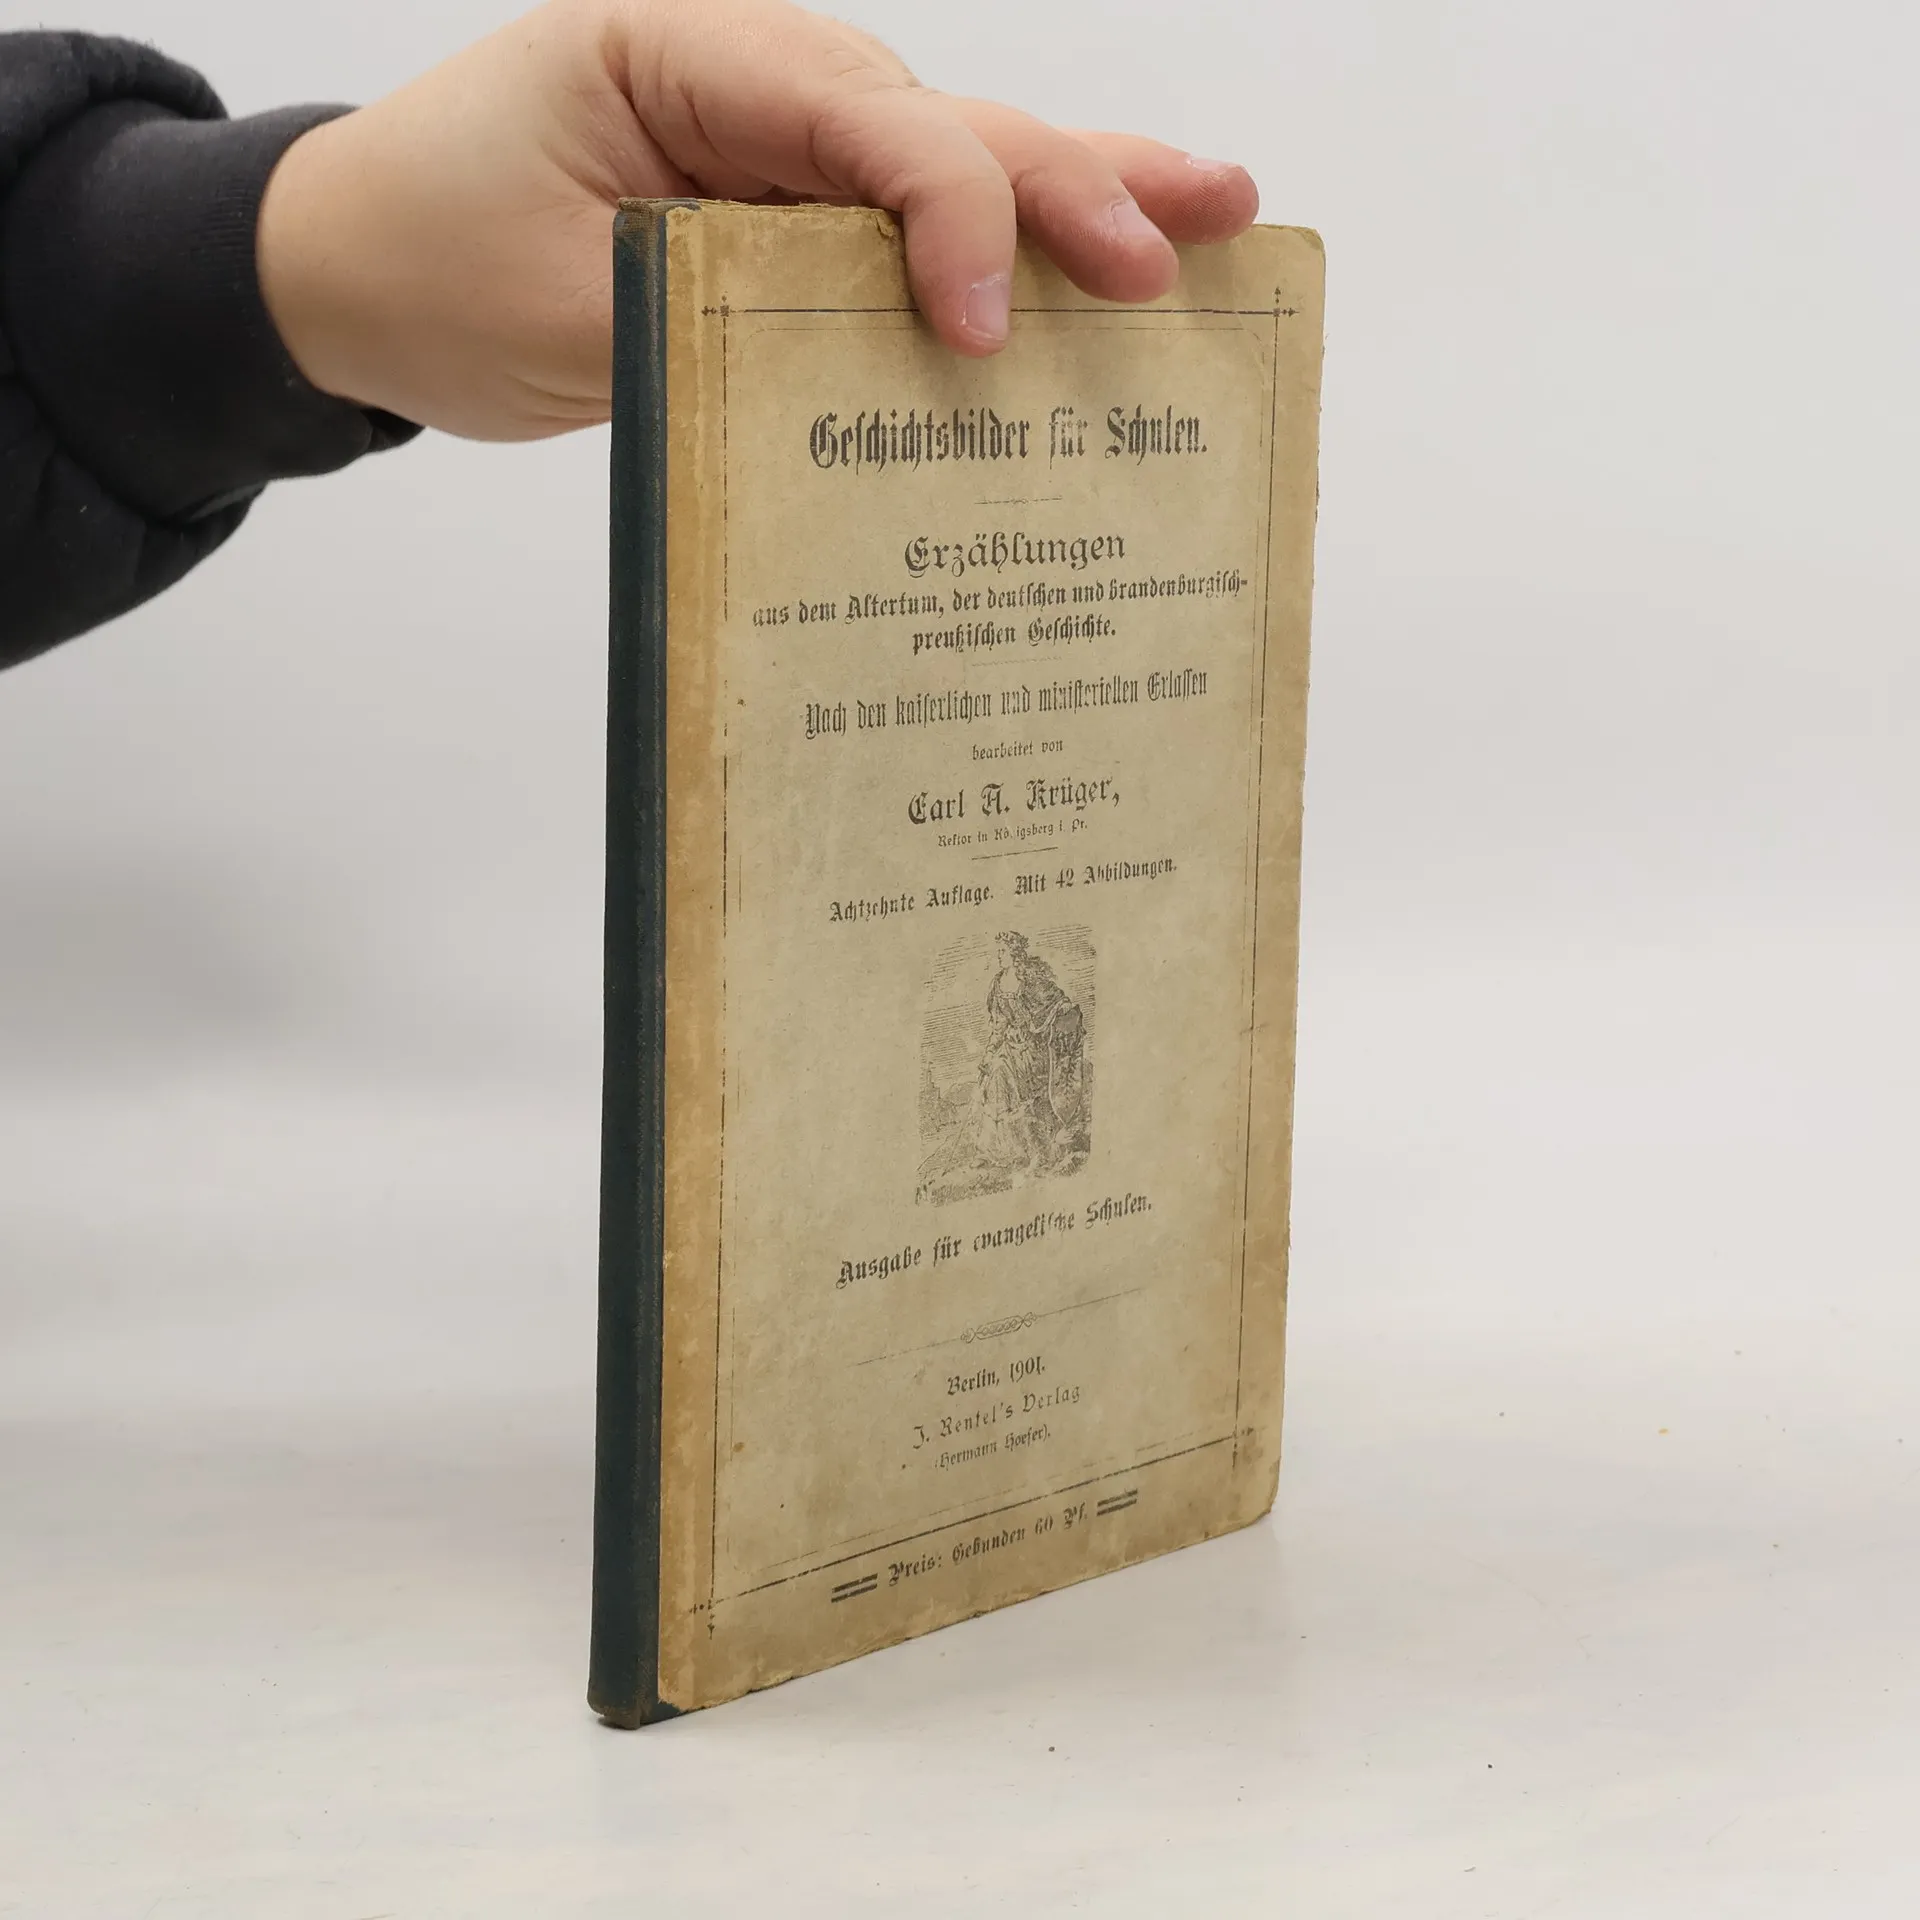 Geschichtsbilder für Schulen.
Erzählungen
aus dem Altertum, der deutschen und brandenburgisch-
preußischen Geschichte.
Nach den kaiserlichen und ministeriellen Erlassen
bearbeitet von
Carl A. Krüger,
Rektor in Königsberg i. Pr.
Achtzehnte Auflage. Mit 42 Abbildungen.
Ausgabe für evangelische Schulen.
Berlin, 1901.
J. Rentel's Verlag
(Hermann Hoefer).
Preis: Gebunden 60 Pf.